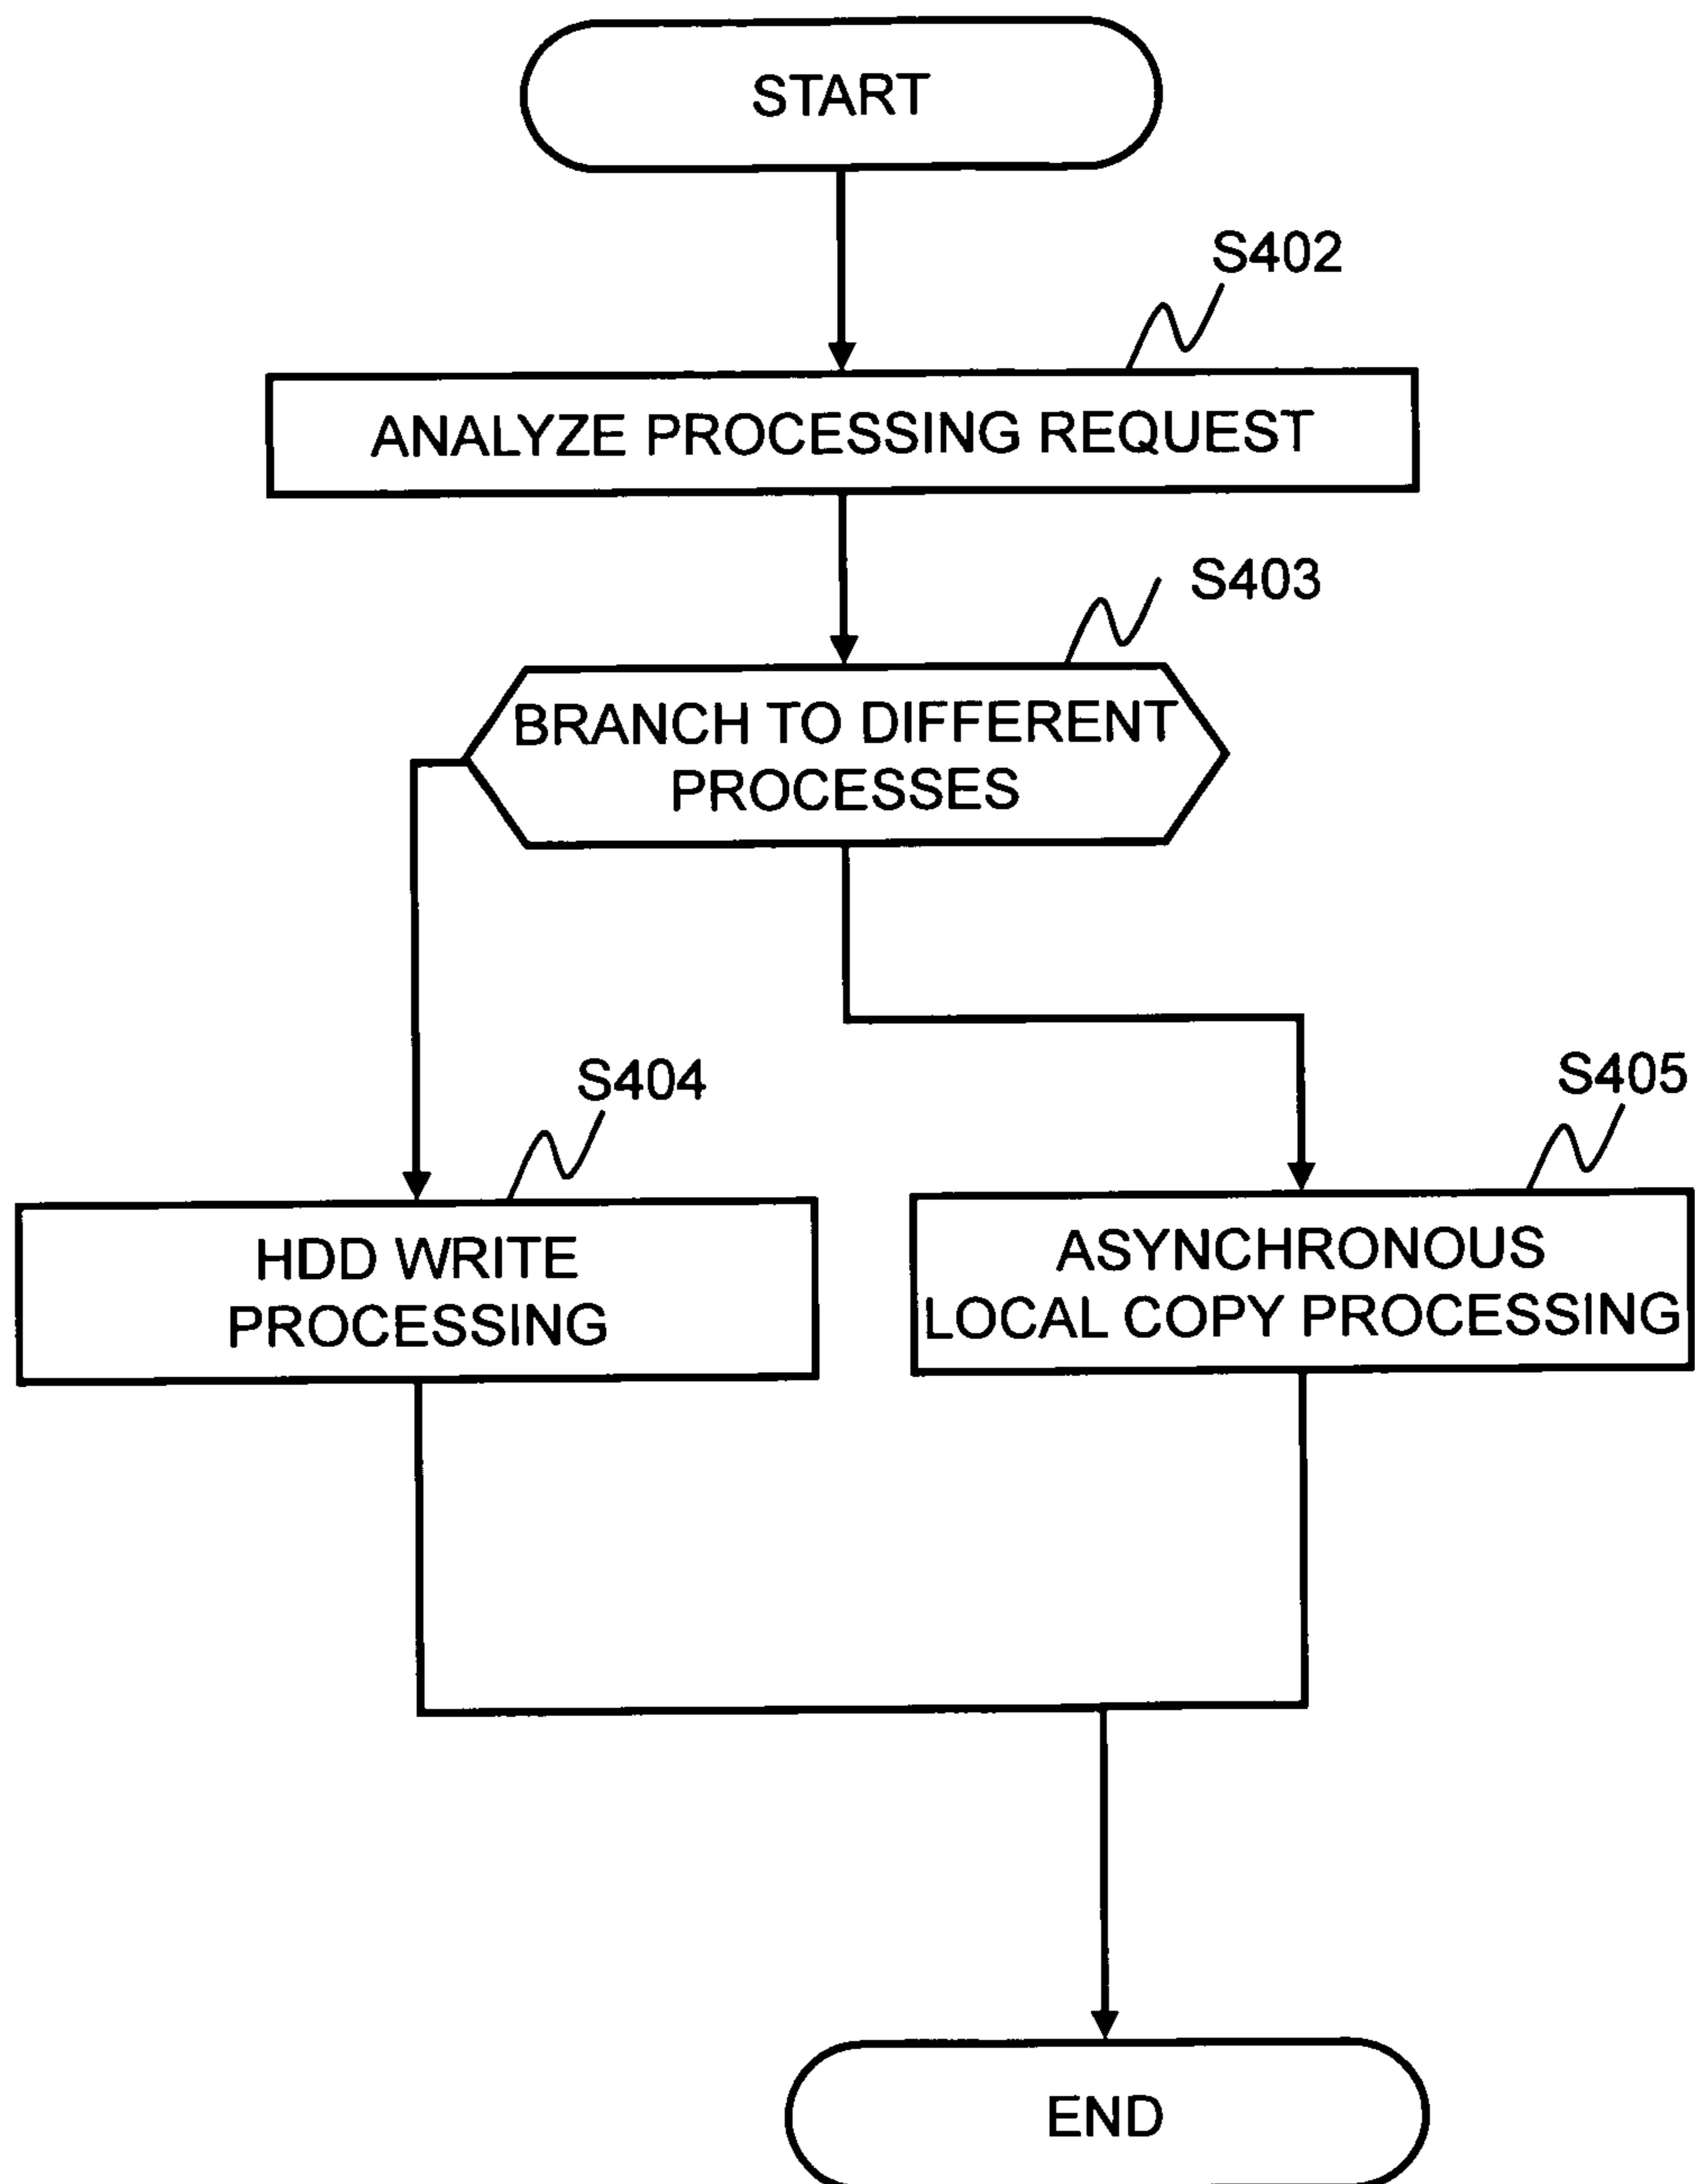 START
S402
ANALYZE PROCESSING REQUEST
S403
BRANCH TO DIFFERENT
PROCESSES
S404
S405
HDD WRITE
PROCESSING
ASYNCHRONOUS
LOCAL COPY PROCESSING
END